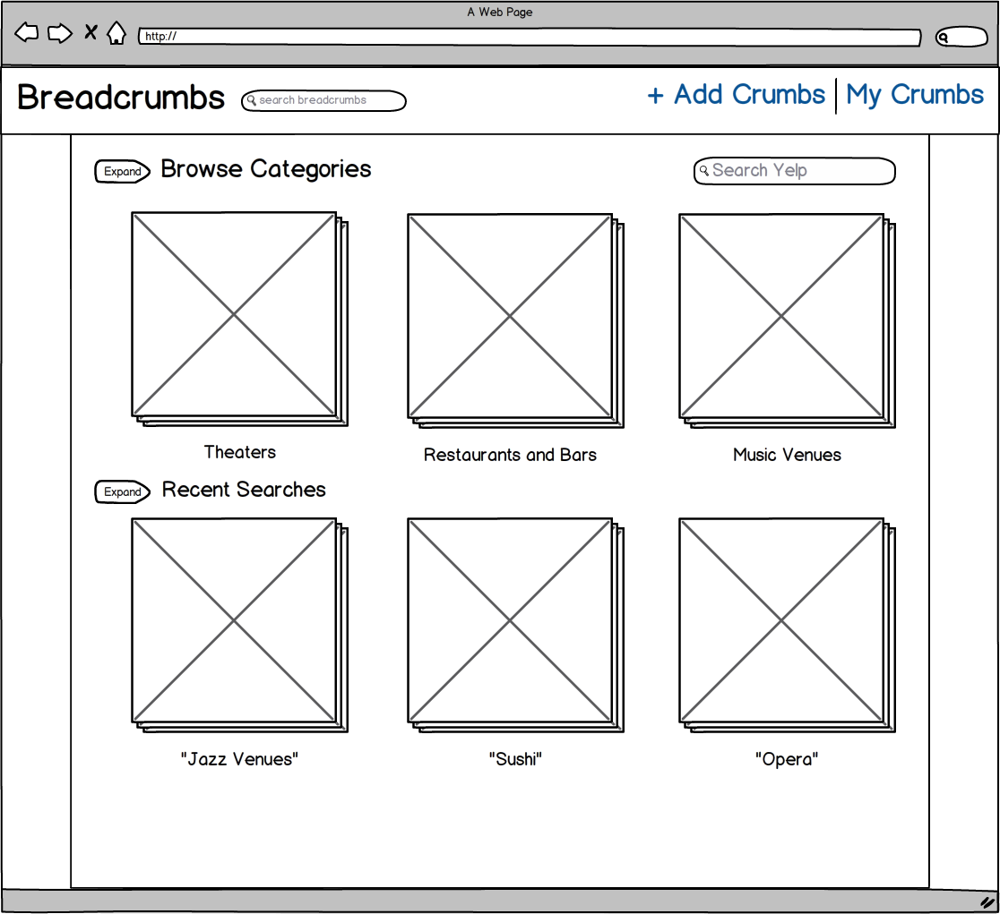 A Web Page
http://
Breadcrumbs
search breadcrumbs
+ Add Crumbs
My Crumbs
Expand
Browse Categories
Search Yelp
Theaters
Restaurants and Bars
Music Venues
Expand
Recent Searches
"Jazz Venues"
"Sushi"
"Opera"